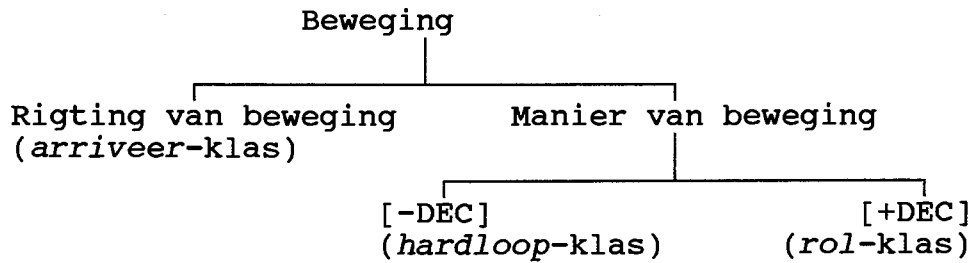 Beweging
Rigting van beweging Manier van beweging
(arriveer-klas)
[-DEC] [+DEC]
(hardloop-klas) (rol-klas)